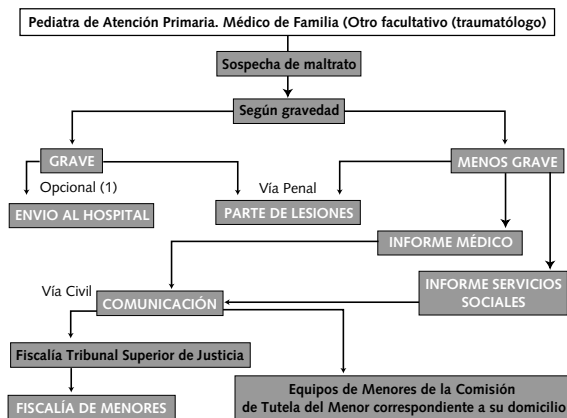 Pediatra de Atención Primaria. Médico de Familia (Otro facultativo (traumatólogo)
Sospecha de maltrato
Según gravedad
GRAVE
MENOS GRAVE
Opcional (1)
Vía Penal
ENVIO AL HOSPITAL
PARTE DE LESIONES
INFORME MÉDICO
Vía Civil
COMUNICACIÓN
INFORME SERVICIOS
SOCIALES
Fiscalía Tribunal Superior de Justicia
FISCALÍA DE MENORES
Equipos de Menores de la Comisión
de Tutela del Menor correspondiente a su domicilio